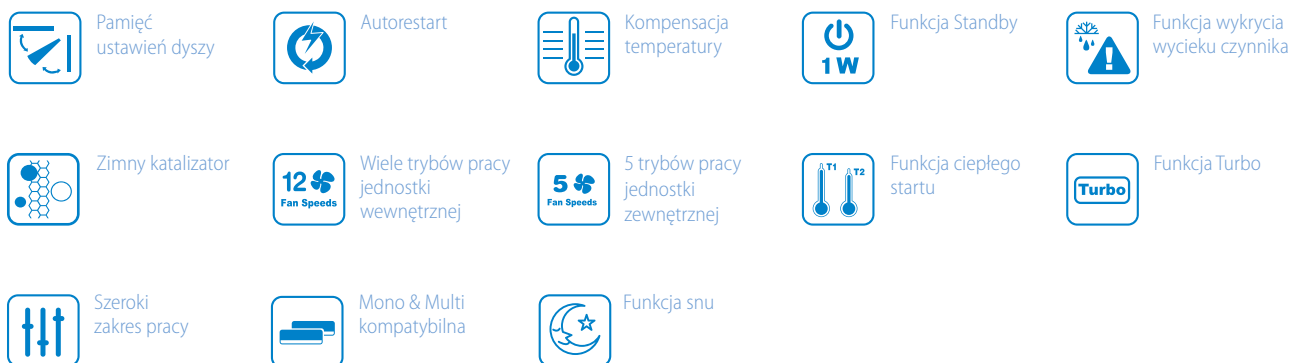 Pamięć
ustawień dyszy
Autorestart
Kompensacja
temperatury
1 W
Funkcja Standby
Funkcja wykrycia
wycieku czynnika
Zimny katalizator
12
Fan Speeds
Wiele trybów pracy
jednostki
wewnętrznej
5
Fan Speeds
5 trybów pracy
jednostki
zewnętrznej
T1 T2
Funkcja ciepłego
startu
Turbo
Funkcja Turbo
Szeroki
zakres pracy
Mono & Multi
kompatybilna
Funkcja snu